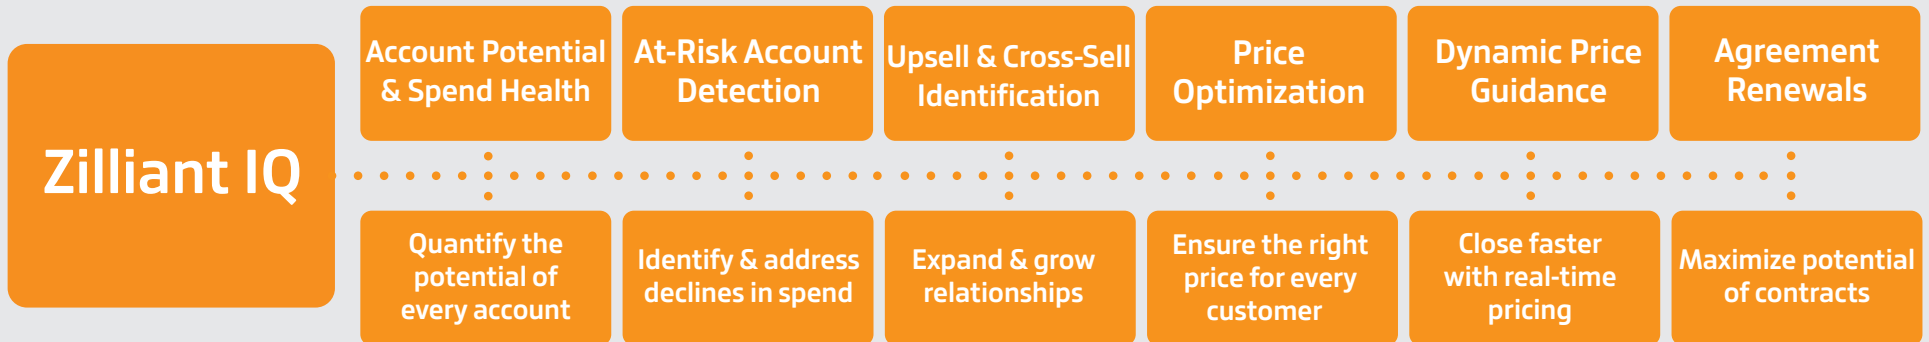 Zilliant IQ
Account Potential
& Spend Health
At-Risk Account
Detection
Upsell & Cross-Sell
Identification
Price
Optimization
Dynamic Price
Guidance
Agreement
Renewals
Quantify the
potential of
every account
Identify & address
declines in spend
Expand & grow
relationships
Ensure the right
price for every
customer
Close faster
with real-time
pricing
Maximize potential
of contracts